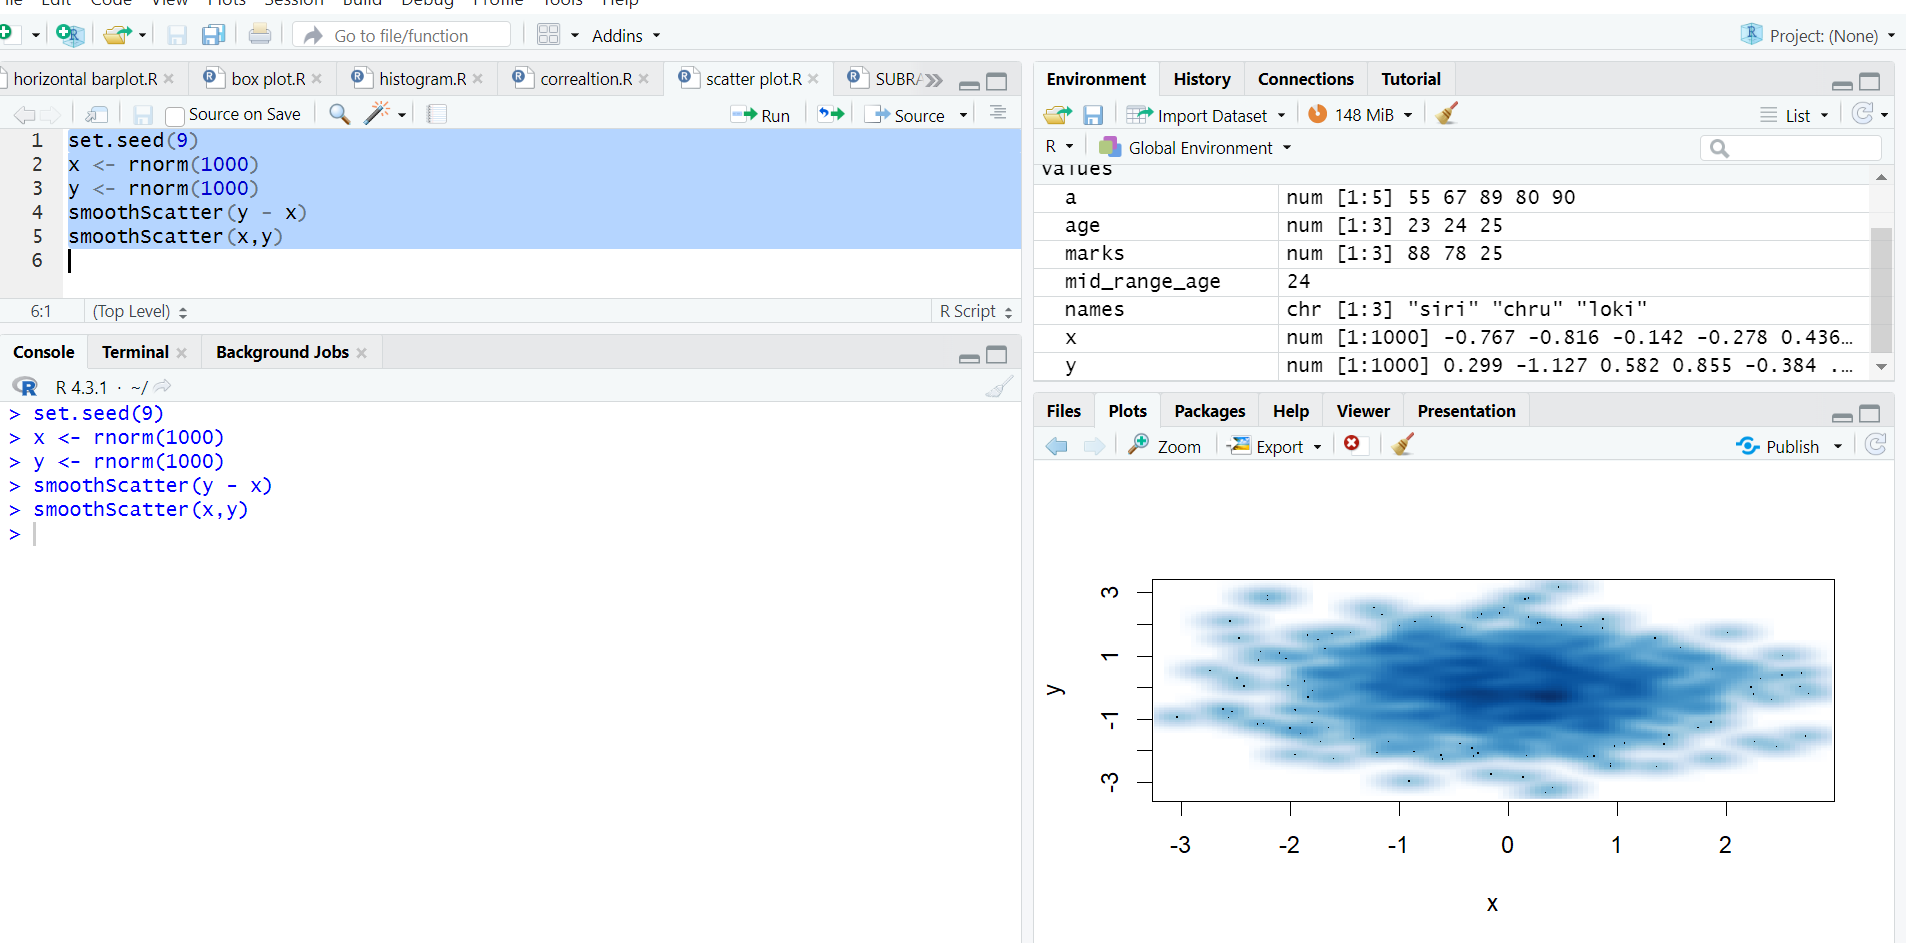 File Edit Code View Plots Session Build Debug Profile Tools Help
Go to file/function
Addins
Project: (None)
horizontal barplot.R
box plot.R
histogram.R
correaltion.R
scatter plot.R
SUBRA
Source on Save
Run
Source
1 set.seed(9)
2 x <- rnorm(1000)
3 y <- rnorm(1000)
4 smoothScatter(y - x)
5 smoothScatter(x,y)
6
6:1
(Top Level)
R Script
Console
Terminal
Background Jobs
R 4.3.1 · ~/
> set.seed(9)
> x <- rnorm(1000)
> y <- rnorm(1000)
> smoothScatter(y - x)
> smoothScatter(x,y)
>
Environment
History
Connections
Tutorial
Import Dataset
148 MiB
List
R
Global Environment
values
a num [1:5] 55 67 89 80 90
age num [1:3] 23 24 25
marks num [1:3] 88 78 25
mid_range_age 24
names chr [1:3] "siri" "chru" "loki"
x num [1:1000] -0.767 -0.816 -0.142 -0.278 0.436...
y num [1:1000] 0.299 -1.127 0.582 0.855 -0.384 ...
Files
Plots
Packages
Help
Viewer
Presentation
Zoom
Export
Publish
3
1
-1
-3
y
-3 -2 -1 0 1 2
x